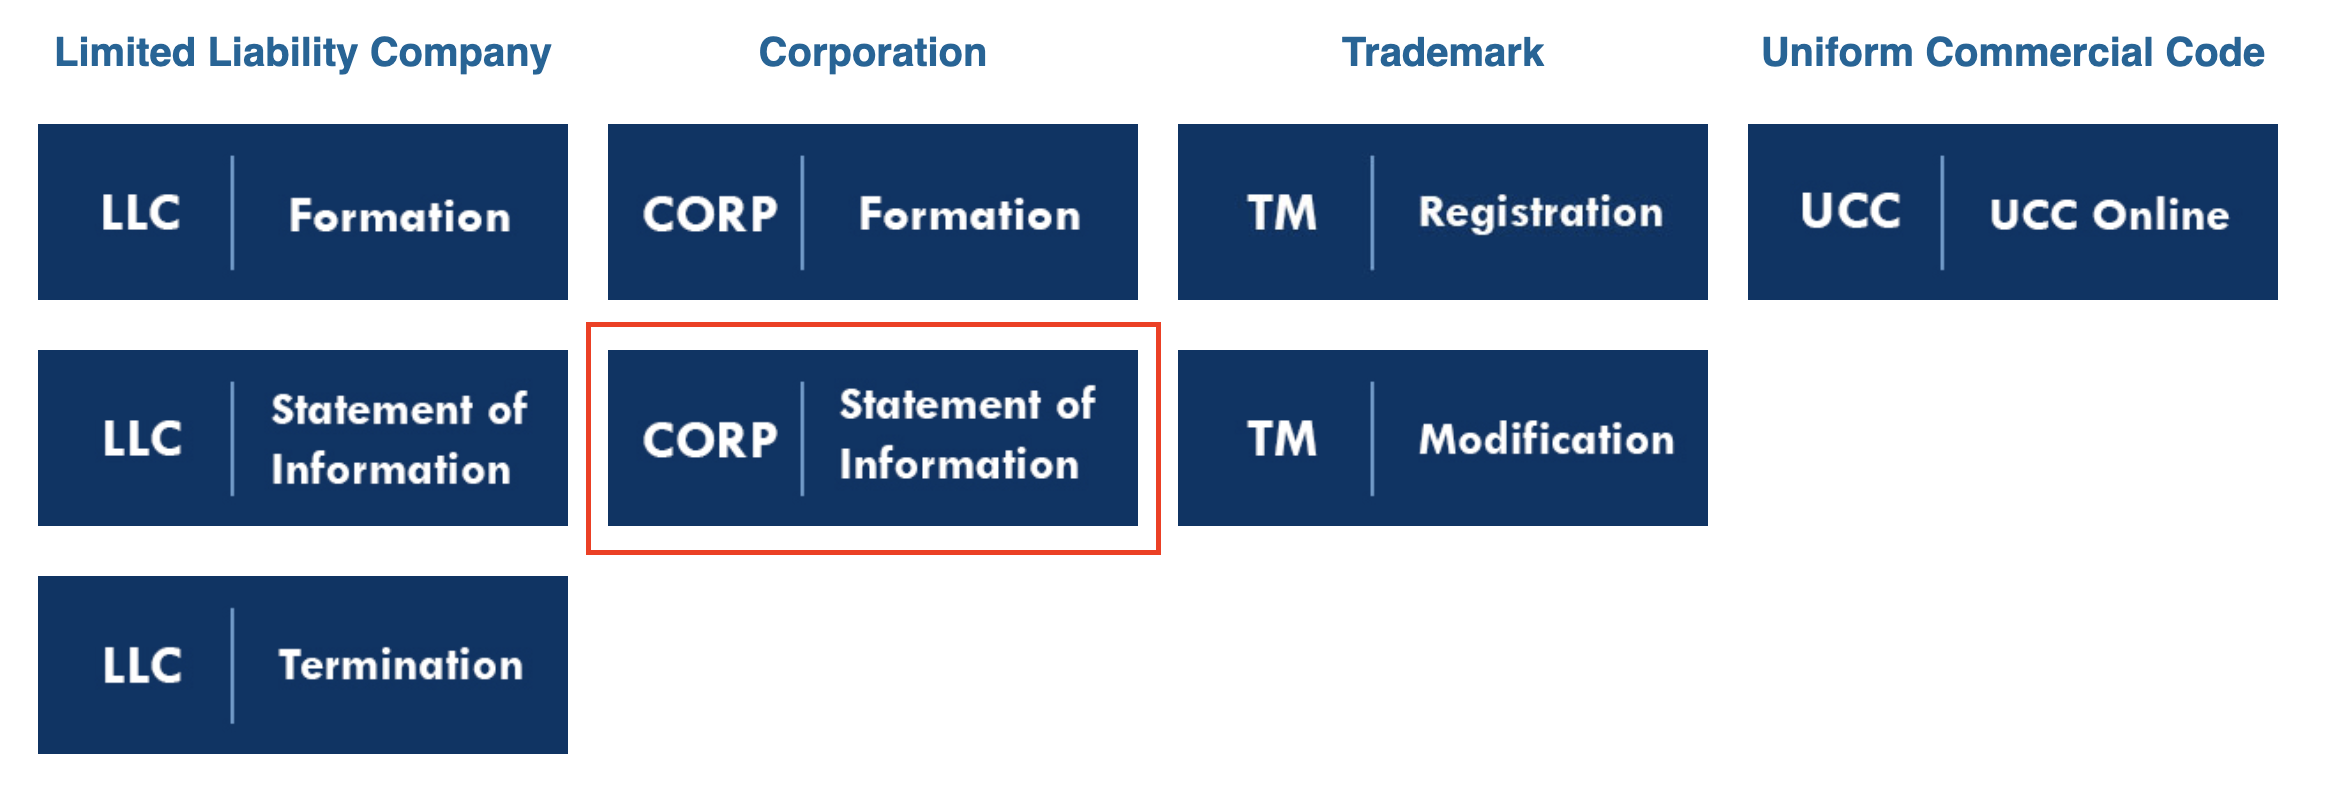 Limited Liability Company
Corporation
Trademark
Uniform Commercial Code
LLC
Formation
CORP
Formation
TM
Registration
UCC
UCC Online
LLC
Statement of
Information
CORP
Statement of
Information
TM
Modification
LLC
Termination